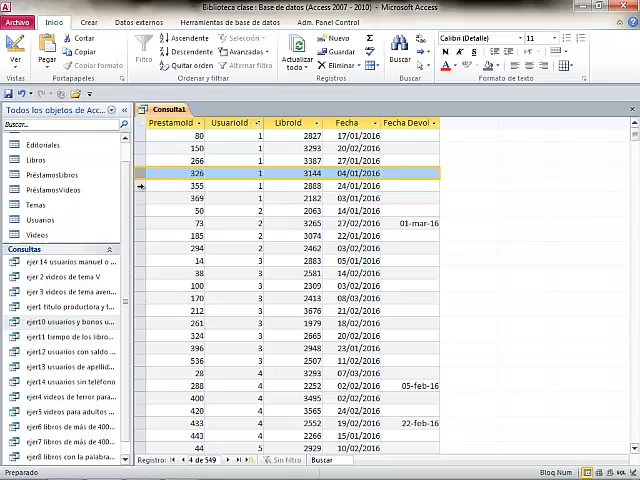 Biblioteca clase : Base de datos (Access 2007 - 2010) - Microsoft Access
Archivo Inicio Crear Datos externos Herramientas de base de datos Adm. Panel Control
Ver
Pegar
Cortar
Copiar
Copiar formato
Filtro
Ascendente
Descendente
Quitar orden
Selección
Avanzadas
Alternar filtro
Actualizar todo
Nuevo
Guardar
Eliminar
Buscar
Calibri (Detalle) 11
N K S
Vistas Portapapeles Ordenar y filtrar Registros Buscar Formato de texto
Todos los objetos de Acc...
Buscar...
Editoriales
Libros
PréstamosLibros
PréstamosVideos
Temas
Usuarios
Videos
Consultas
ejer 14 usuarios manuel o ...
ejer 2 videos de tema V
ejer 3 videos de tema aven...
ejer1 titulo productora y t...
ejer10 usuarios y bonos u...
ejer11 tiempo de los libro...
ejer12 usuarios con saldo ...
ejer13 usuarios de apellid...
ejer14 usuarios sin teléfono
ejer4 videos de terror para...
ejer5 videos para adultos ...
ejer6 libros de más de 400...
ejer7 libros de más de 400...
ejer8 libros con la palabra...
Consulta1
PrestamoId UsuarioId LibroId Fecha Fecha Devol
80 1 2827 17/01/2016
150 1 3293 20/02/2016
266 1 3387 27/01/2016
326 1 3144 04/01/2016
355 1 2888 24/01/2016
369 1 2182 03/01/2016
50 2 2063 14/01/2016
73 2 3265 27/02/2016 01-mar-16
185 2 3074 22/01/2016
294 2 2462 03/02/2016
14 3 2883 05/01/2016
38 3 2581 14/02/2016
100 3 2309 03/02/2016
170 3 2413 08/03/2016
212 3 3676 21/02/2016
261 3 1979 18/02/2016
324 3 2665 20/02/2016
396 3 2948 23/01/2016
536 3 2507 11/02/2016
28 4 3293 07/03/2016
288 4 2252 02/02/2016 05-feb-16
400 4 3495 02/02/2016
420 4 3565 24/02/2016
433 4 2552 19/02/2016 22-feb-16
443 4 2266 15/01/2016
44 5 2929 10/02/2016
Registro: 4 de 549 Sin filtro Buscar
Preparado Bloq Num SQL